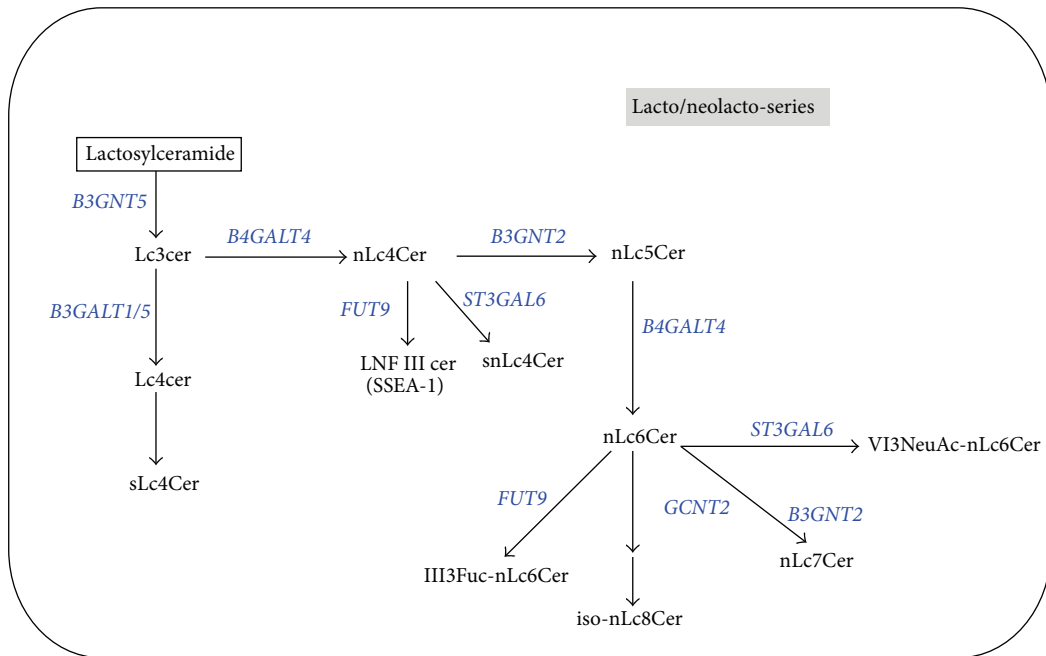 Lacto/neolacto-series
Lactosylceramide
B3GNT5
Lc3cer
B4GALT4
nLc4Cer
B3GNT2
nLc5Cer
B3GALT1/5
FUT9
ST3GAL6
B4GALT4
LNF III cer
(SSEA-1)
snLc4Cer
Lc4cer
sLc4Cer
nLc6Cer
ST3GAL6
VI3NeuAc-nLc6Cer
FUT9
GCNT2
B3GNT2
III3Fuc-nLc6Cer
nLc7Cer
iso-nLc8Cer